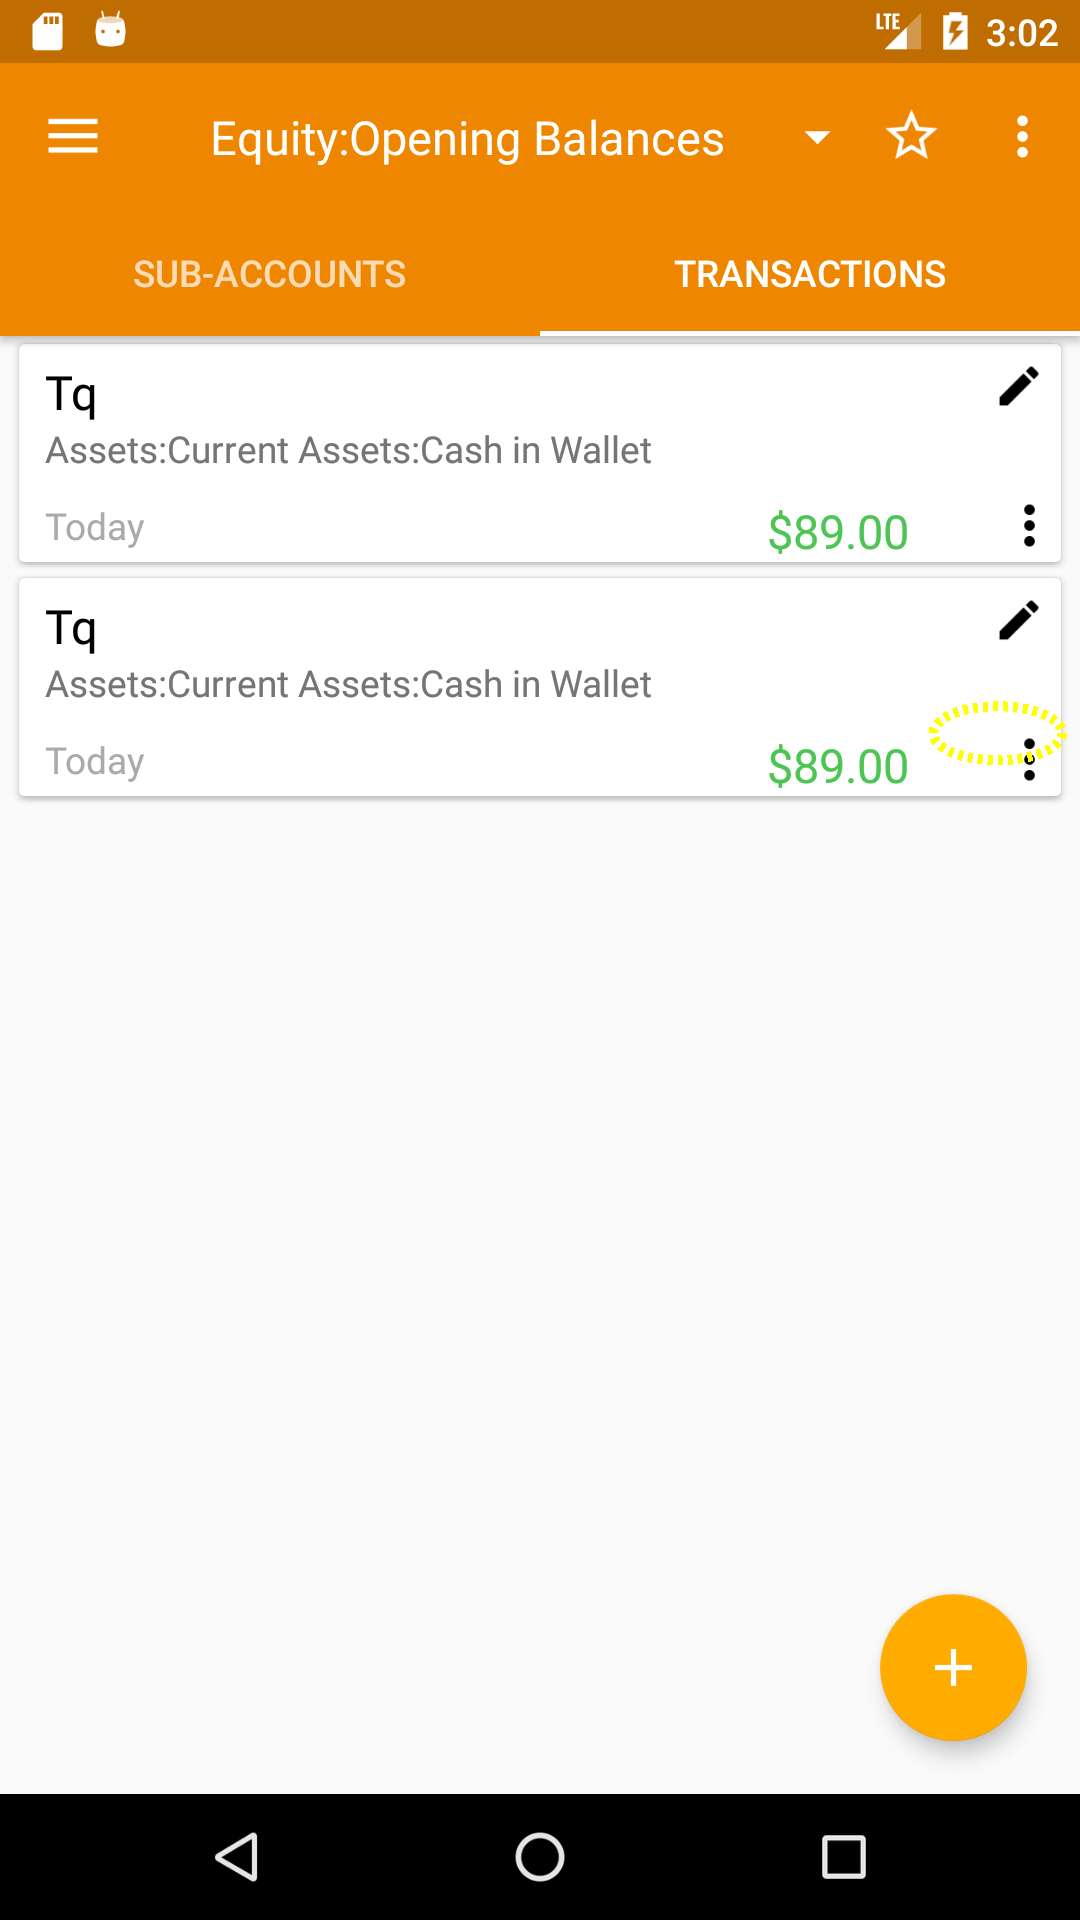 LTE 3:02
Equity:Opening Balances
SUB-ACCOUNTS TRANSACTIONS
Tq
Assets:Current Assets:Cash in Wallet
Today $89.00
Tq
Assets:Current Assets:Cash in Wallet
Today $89.00